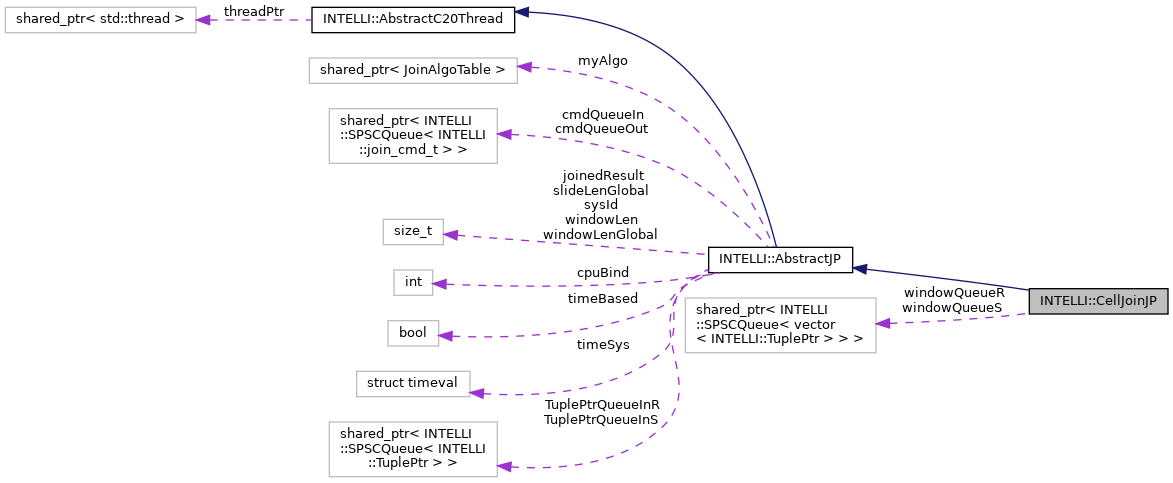 shared_ptr< std::thread >
threadPtr
INTELLI::AbstractC20Thread
shared_ptr< JoinAlgoTable >
myAlgo
shared_ptr< INTELLI
::SPSCQueue< INTELLI
::join_cmd_t > >
cmdQueueIn
cmdQueueOut
joinedResult
slideLenGlobal
sysId
windowLen
windowLenGlobal
size_t
INTELLI::AbstractJP
int
cpuBind
timeBased
bool
shared_ptr< INTELLI
::SPSCQueue< vector
< INTELLI::TuplePtr > > >
windowQueueR
windowQueueS
INTELLI::CellJoinJP
timeSys
struct timeval
TuplePtrQueueInR
TuplePtrQueueInS
shared_ptr< INTELLI
::SPSCQueue< INTELLI
::TuplePtr > >